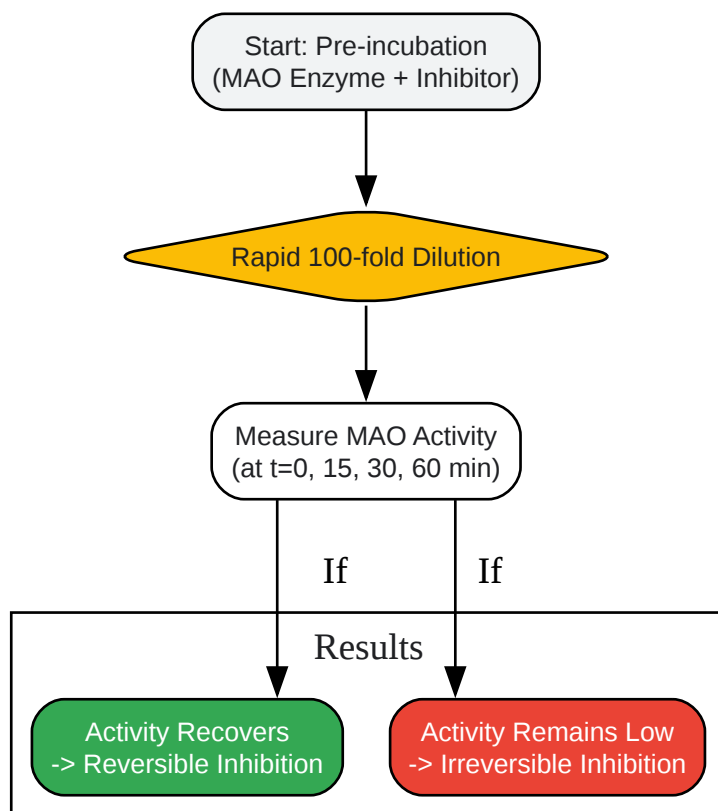 Start: Pre-incubation
(MAO Enzyme + Inhibitor)
Rapid 100-fold Dilution
Measure MAO Activity
(at t=0, 15, 30, 60 min)
If
If
Results
Activity Recovers
-> Reversible Inhibition
Activity Remains Low
-> Irreversible Inhibition